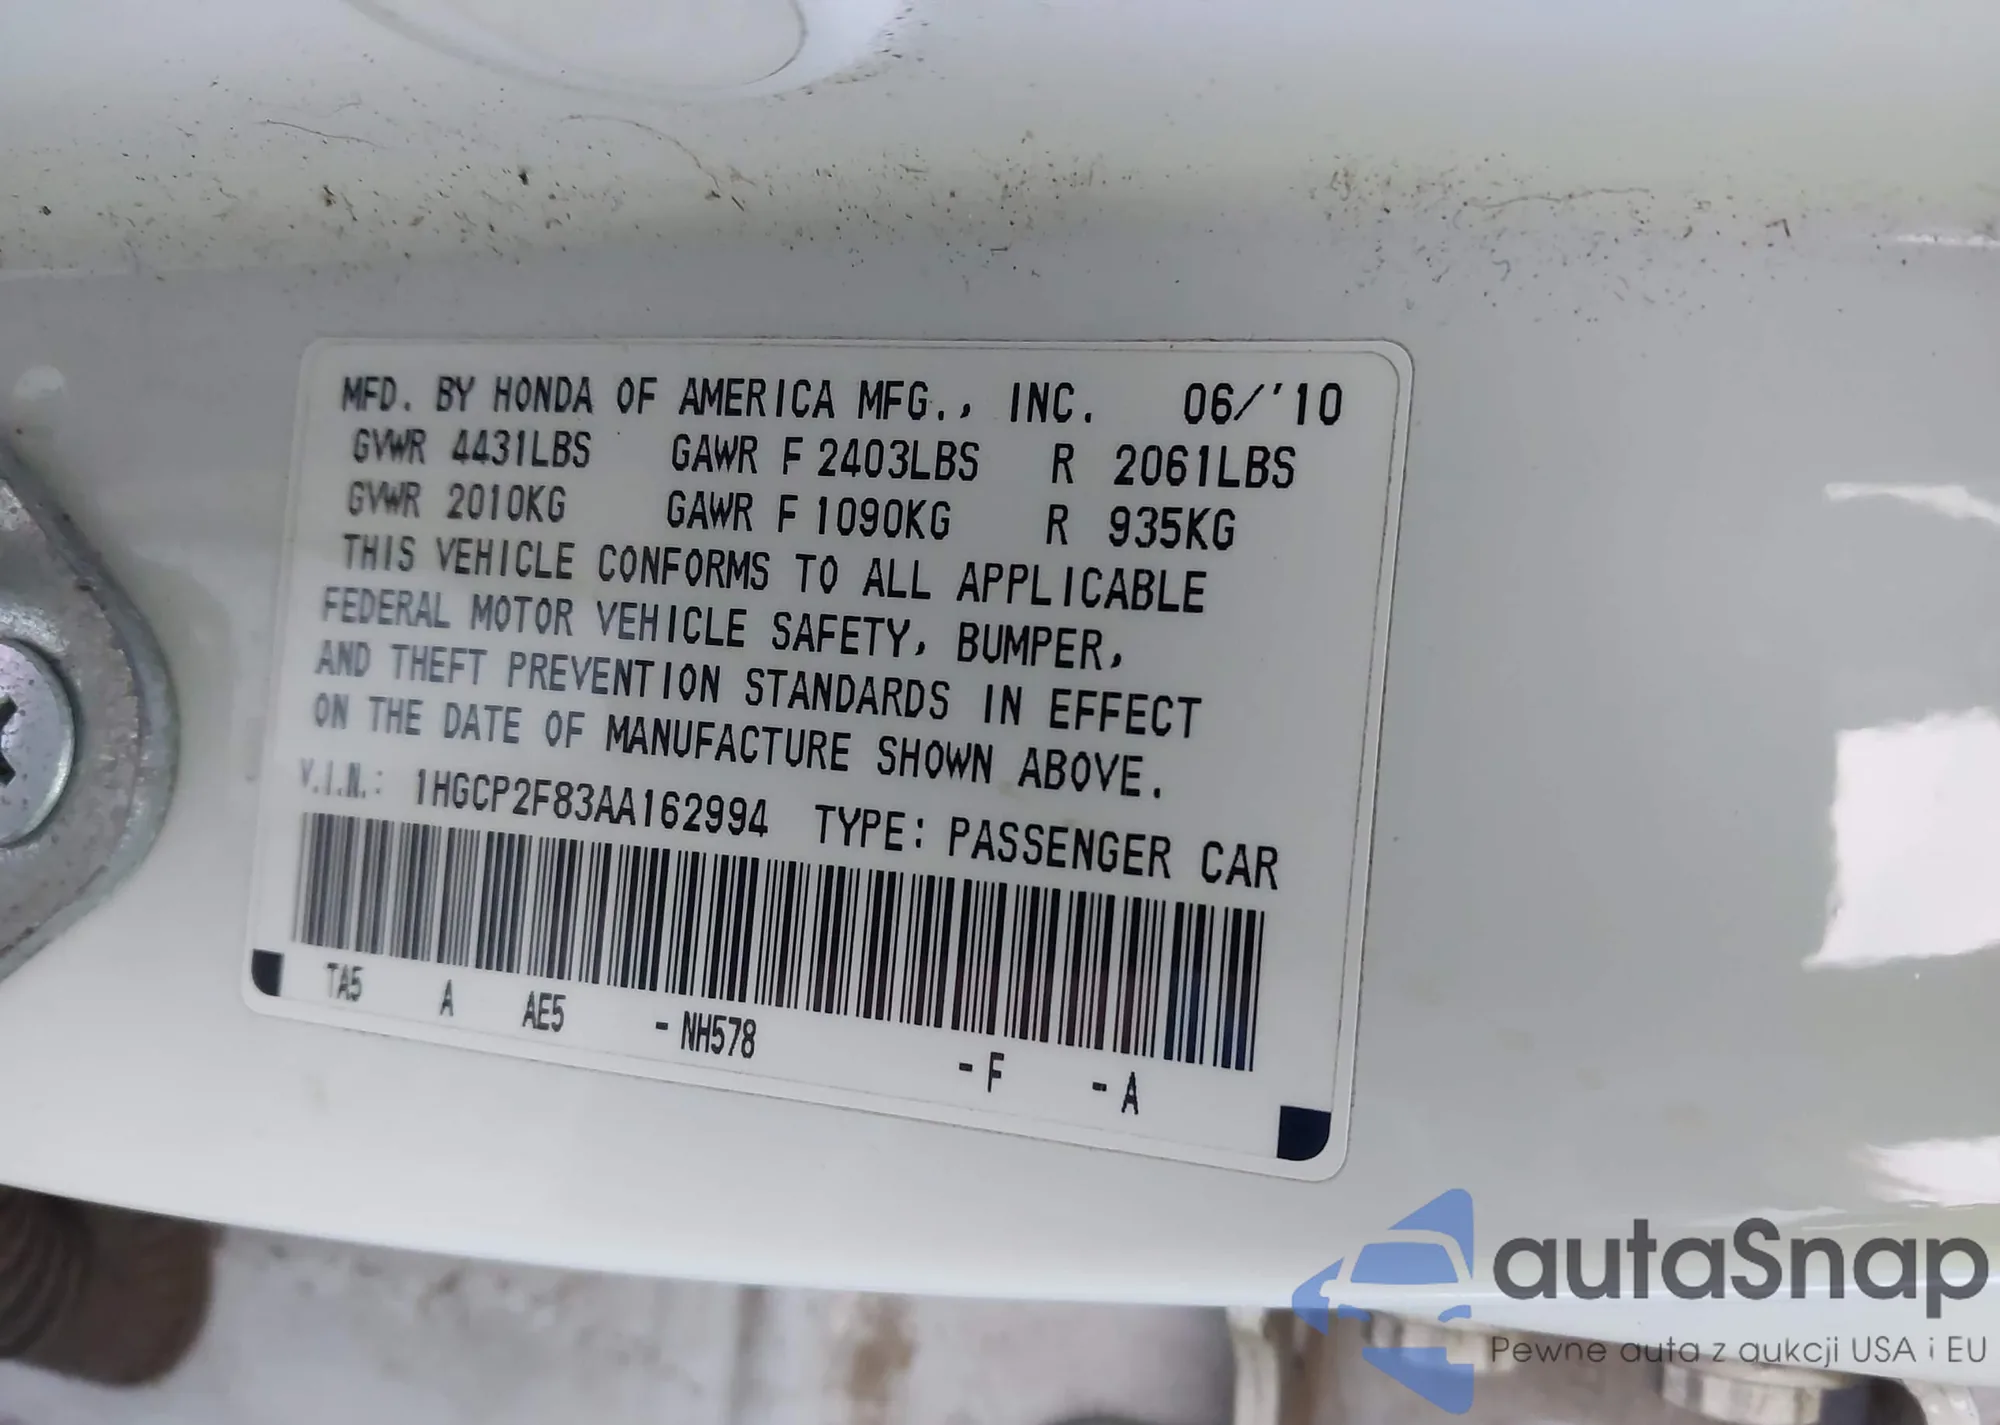 MFD. BY HONDA OF AMERICA MFG., INC. 06/'10
GVWR 4431LBS GAWR F 2403LBS R 2061LBS
GVWR 2010KG GAWR F 1090KG R 935KG
THIS VEHICLE CONFORMS TO ALL APPLICABLE
FEDERAL MOTOR VEHICLE SAFETY, BUMPER,
AND THEFT PREVENTION STANDARDS IN EFFECT
ON THE DATE OF MANUFACTURE SHOWN ABOVE.
V.I.N.: 1HGCP2F83AA162994 TYPE: PASSENGER CAR
TA5 A AE5 - NH578 - F - A
autaSnap
Pewne auta z aukcji USA i EU